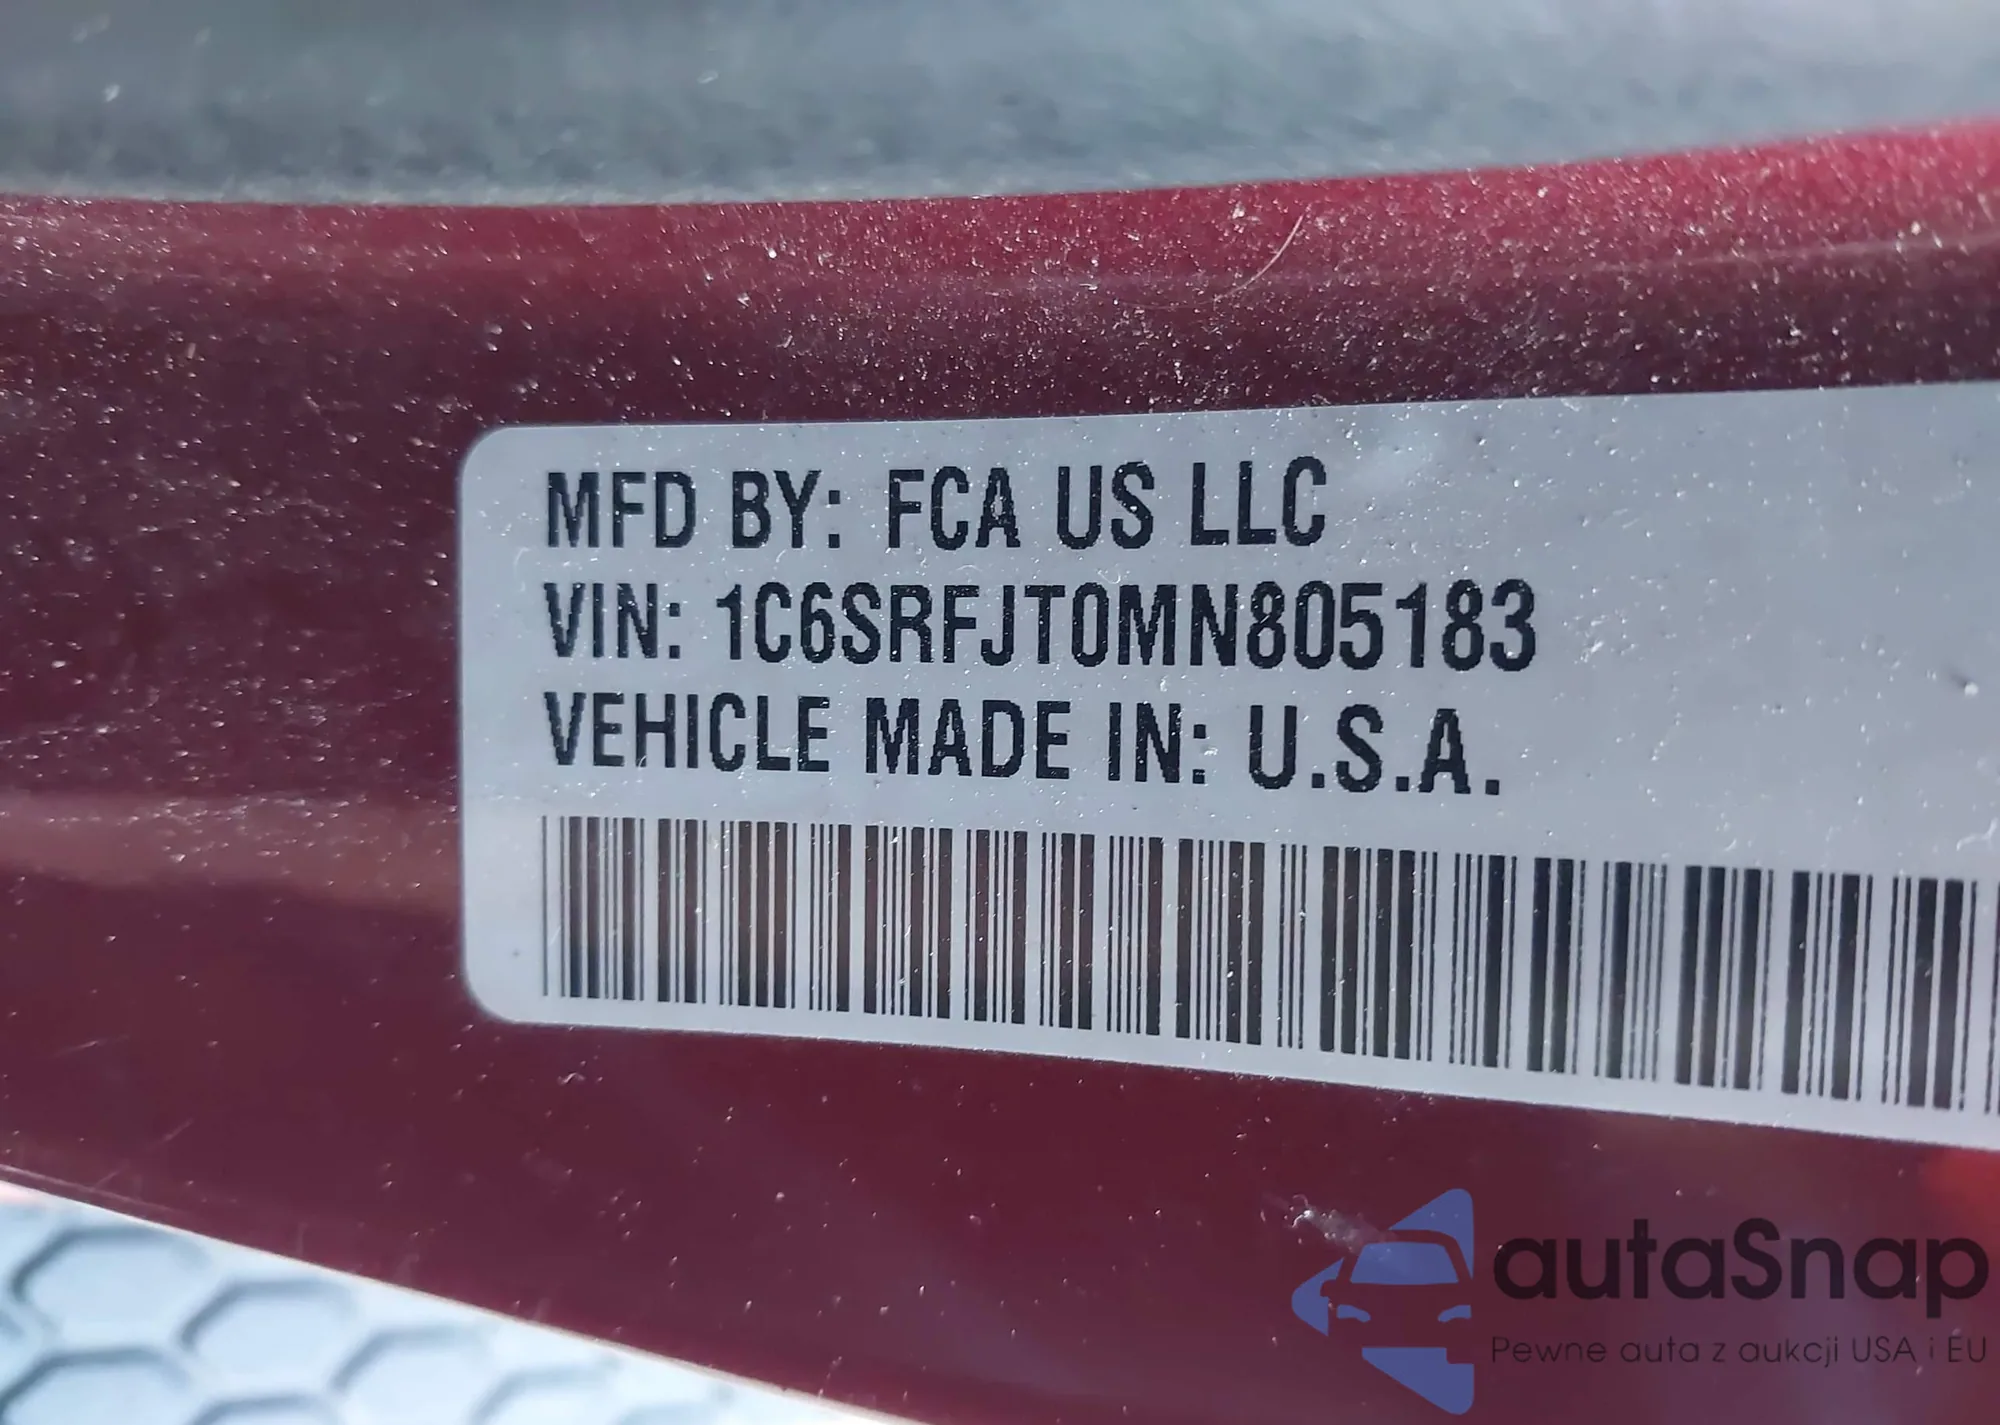 MFD BY: FCA US LLC
VIN: 1C6SRFJT0MN805183
VEHICLE MADE IN: U.S.A.
autaSnap
Pewne auta z aukcji USA i EU